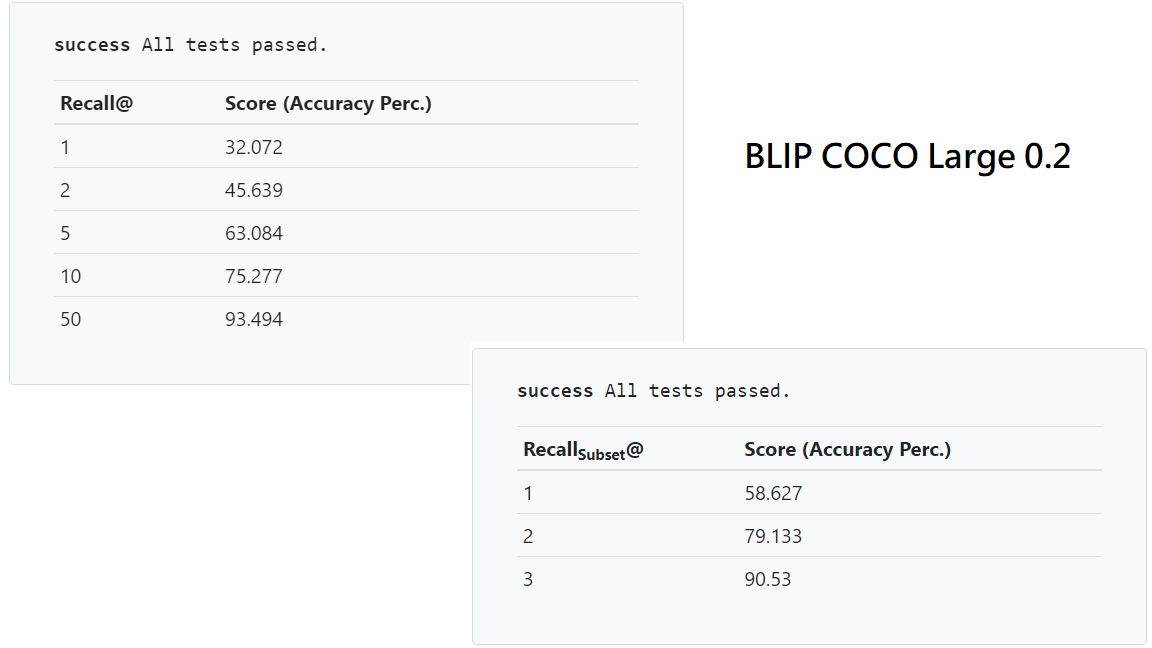 success All tests passed.
Recall@ Score (Accuracy Perc.)
1 32.072
2 45.639
5 63.084
10 75.277
50 93.494
BLIP COCO Large 0.2
success All tests passed.
RecallSubset@ Score (Accuracy Perc.)
1 58.627
2 79.133
3 90.53